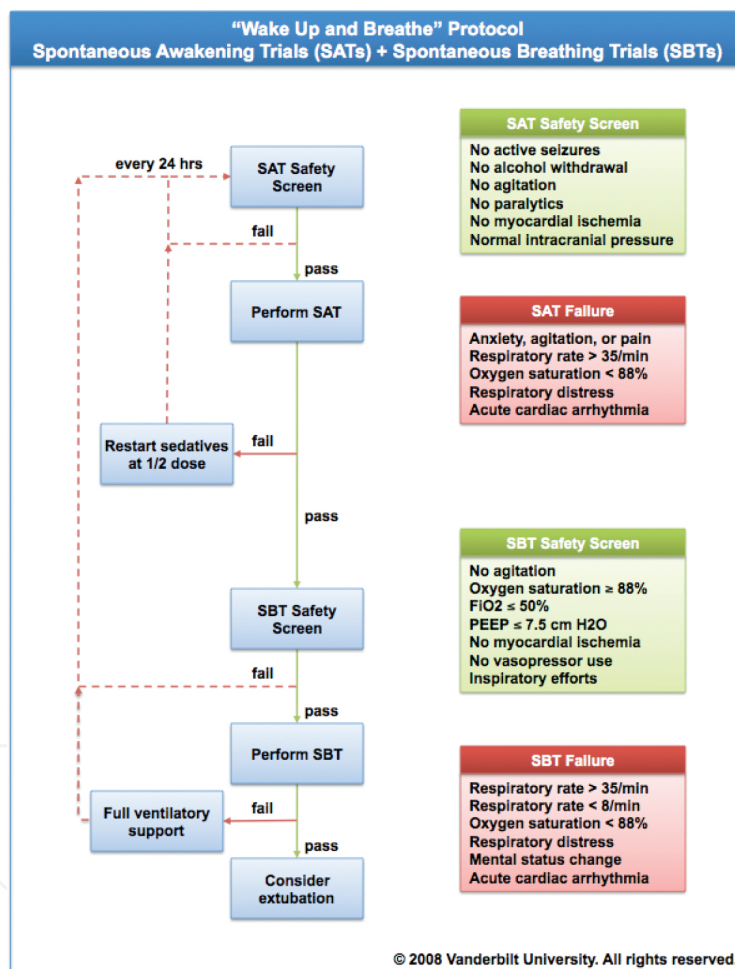 “Wake Up and Breathe” Protocol
Spontaneous Awakening Trials (SATs) + Spontaneous Breathing Trials (SBTs)
every 24 hrs
SAT Safety
Screen
fail
pass
Perform SAT
Restart sedatives
at 1/2 dose
fail
pass
SBT Safety
Screen
fail
pass
Perform SBT
Full ventilatory
support
fail
pass
Consider
extubation
SAT Safety Screen
No active seizures
No alcohol withdrawal
No agitation
No paralytics
No myocardial ischemia
Normal intracranial pressure
SAT Failure
Anxiety, agitation, or pain
Respiratory rate > 35/min
Oxygen saturation < 88%
Respiratory distress
Acute cardiac arrhythmia
SBT Safety Screen
No agitation
Oxygen saturation ≥ 88%
FiO2 ≤ 50%
PEEP ≤ 7.5 cm H2O
No myocardial ischemia
No vasopressor use
Inspiratory efforts
SBT Failure
Respiratory rate > 35/min
Respiratory rate < 8/min
Oxygen saturation < 88%
Respiratory distress
Mental status change
Acute cardiac arrhythmia
© 2008 Vanderbilt University. All rights reserved.